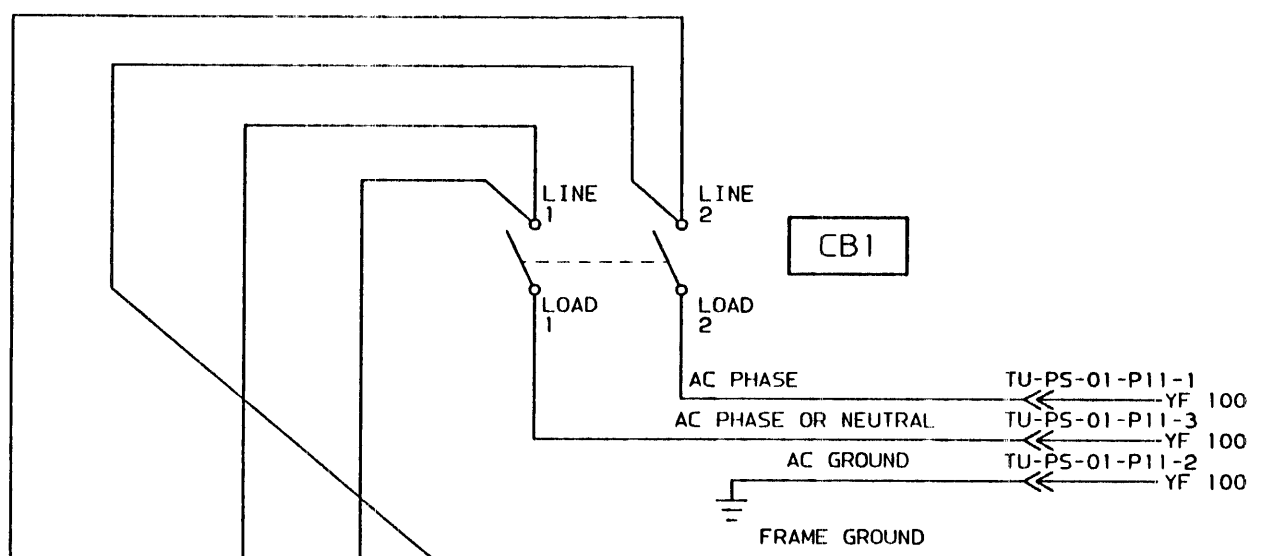 LINE
1
LINE
2
CB1
LOAD
1
LOAD
2
AC PHASE
TU-PS-01-P11-1
YF 100
AC PHASE OR NEUTRAL
TU-PS-01-P11-3
YF 100
AC GROUND
TU-PS-01-P11-2
YF 100
FRAME GROUND